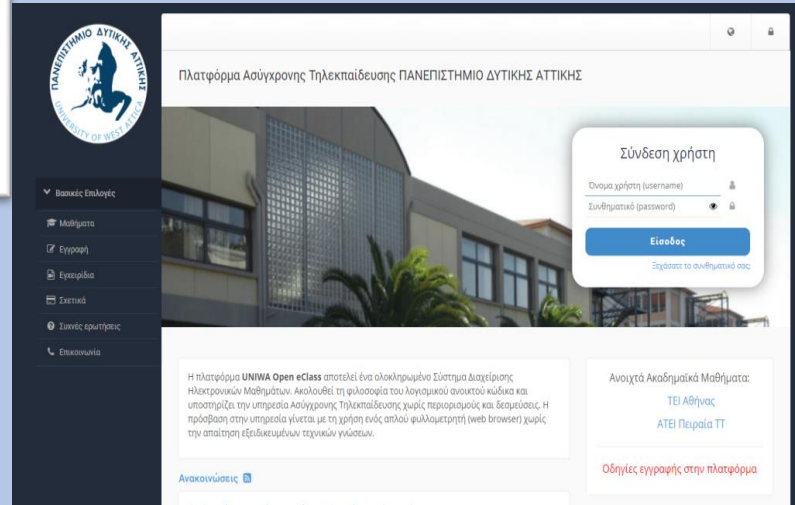 ΠΑΝΕΠΙΣΤΗΜΙΟ ΔΥΤΙΚΗΣ ΑΤΤΙΚΗΣ
UNIVERSITY OF WEST ATTICA
Πλατφόρμα Ασύγχρονης Τηλεκπαίδευσης ΠΑΝΕΠΙΣΤΗΜΙΟ ΔΥΤΙΚΗΣ ΑΤΤΙΚΗΣ
Βασικές Επιλογές
Μαθήματα
Εγγραφή
Εγχειρίδια
Σχετικά
Συχνές ερωτήσεις
Επικοινωνία
Σύνδεση χρήστη
Όνομα χρήστη (username)
Συνθηματικό (password)
Είσοδος
Ξεχάσατε το συνθηματικό σας;
Η πλατφόρμα UNIWA Open eClass αποτελεί ένα ολοκληρωμένο Σύστημα Διαχείρισης
Ηλεκτρονικών Μαθημάτων. Ακολουθεί τη φιλοσοφία του λογισμικού ανοικτού κώδικα και
υποστηρίζει την υπηρεσία Ασύγχρονης Τηλεκπαίδευσης χωρίς περιορισμούς και δεσμεύσεις. Η
πρόσβαση στην υπηρεσία γίνεται με τη χρήση ενός απλού φυλλομετρητή (web browser) χωρίς
την απαίτηση εξειδικευμένων τεχνικών γνώσεων.
Ανακοινώσεις
Ανοιχτά Ακαδημαϊκά Μαθήματα:
ΤΕΙ Αθήνας
ΑΤΕΙ Πειραία ΤΤ
Οδηγίες εγγραφής στην πλατφόρμα